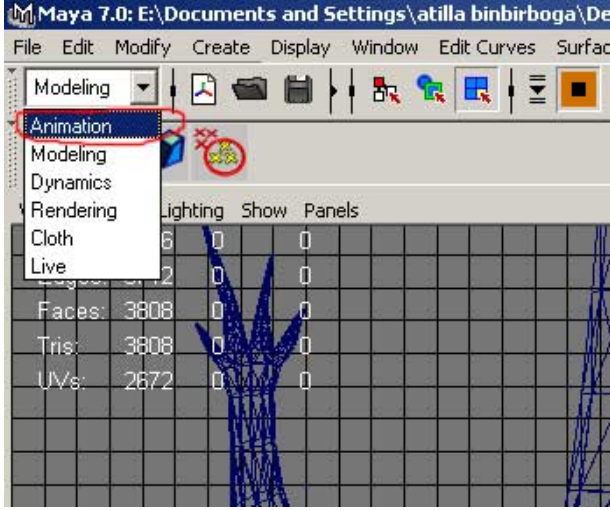 Maya 7.0: E:\Documents and Settings\atilla binbirboga\De
File Edit Modify Create Display Window Edit Curves Surfac
Modeling
Animation
Modeling
Dynamics
Rendering
Cloth
Live
Lighting Show Panels
6 0 0
0 0
Faces: 3808 0 0
Tris: 3808 0 0
UVs: 2672 0 0